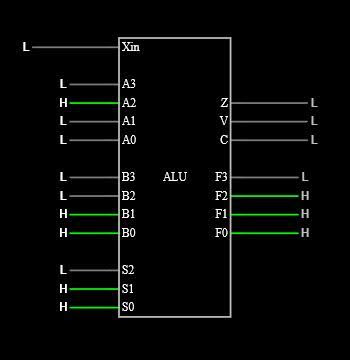 L Xin
L A3
H A2 Z L
L A1 V L
L A0 C L
L B3 ALU F3 L
L B2 F2 H
H B1 F1 H
H B0 F0 H
L S2
H S1
H S0